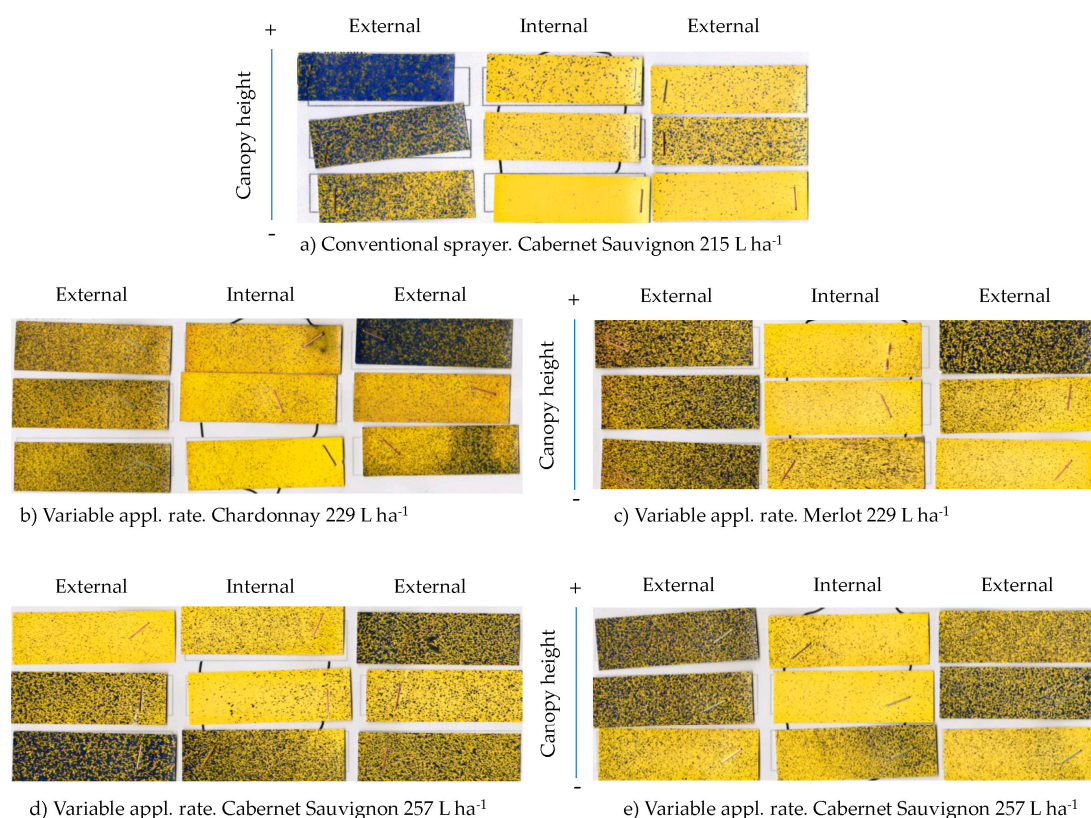 External Internal External
+
Canopy height
-
a) Conventional sprayer. Cabernet Sauvignon 215 L ha-1
External Internal External
+
External Internal External
Canopy height
-
b) Variable appl. rate. Chardonnay 229 L ha-1
c) Variable appl. rate. Merlot 229 L ha-1
External Internal External
+
External Internal External
Canopy height
-
d) Variable appl. rate. Cabernet Sauvignon 257 L ha-1
e) Variable appl. rate. Cabernet Sauvignon 257 L ha-1